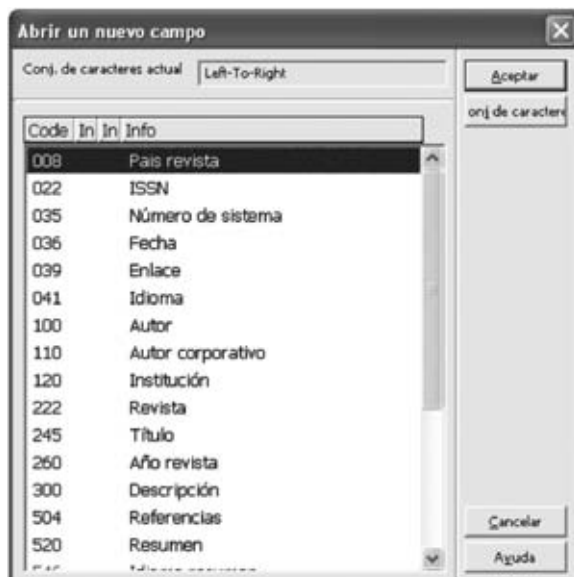 Abrir un nuevo campo
Conj. de caracteres actual Left-To-Right
Aceptar
onj de caractere
Code In In Info
008 Pais revista
022 ISSN
035 Número de sistema
036 Fecha
039 Enlace
041 Idioma
100 Autor
110 Autor corporativo
120 Institución
222 Revista
245 Título
260 Año revista
300 Descripción
504 Referencias
520 Resumen
Cancelar
Ayuda